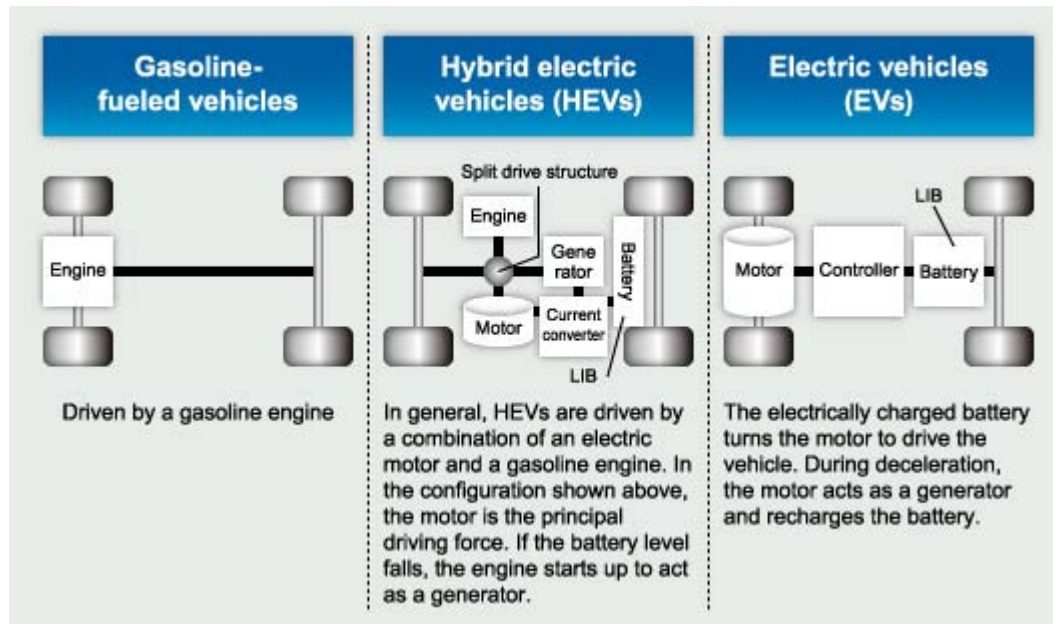 Gasoline-
fueled vehicles
Engine
Driven by a gasoline engine
Hybrid electric
vehicles (HEVs)
Split drive structure
Engine
Gene
rator
Battery
Motor
Current
converter
LIB
In general, HEVs are driven by
a combination of an electric
motor and a gasoline engine. In
the configuration shown above,
the motor is the principal
driving force. If the battery level
falls, the engine starts up to act
as a generator.
Electric vehicles
(EVs)
LIB
Motor
Controller
Battery
The electrically charged battery
turns the motor to drive the
vehicle. During deceleration,
the motor acts as a generator
and recharges the battery.